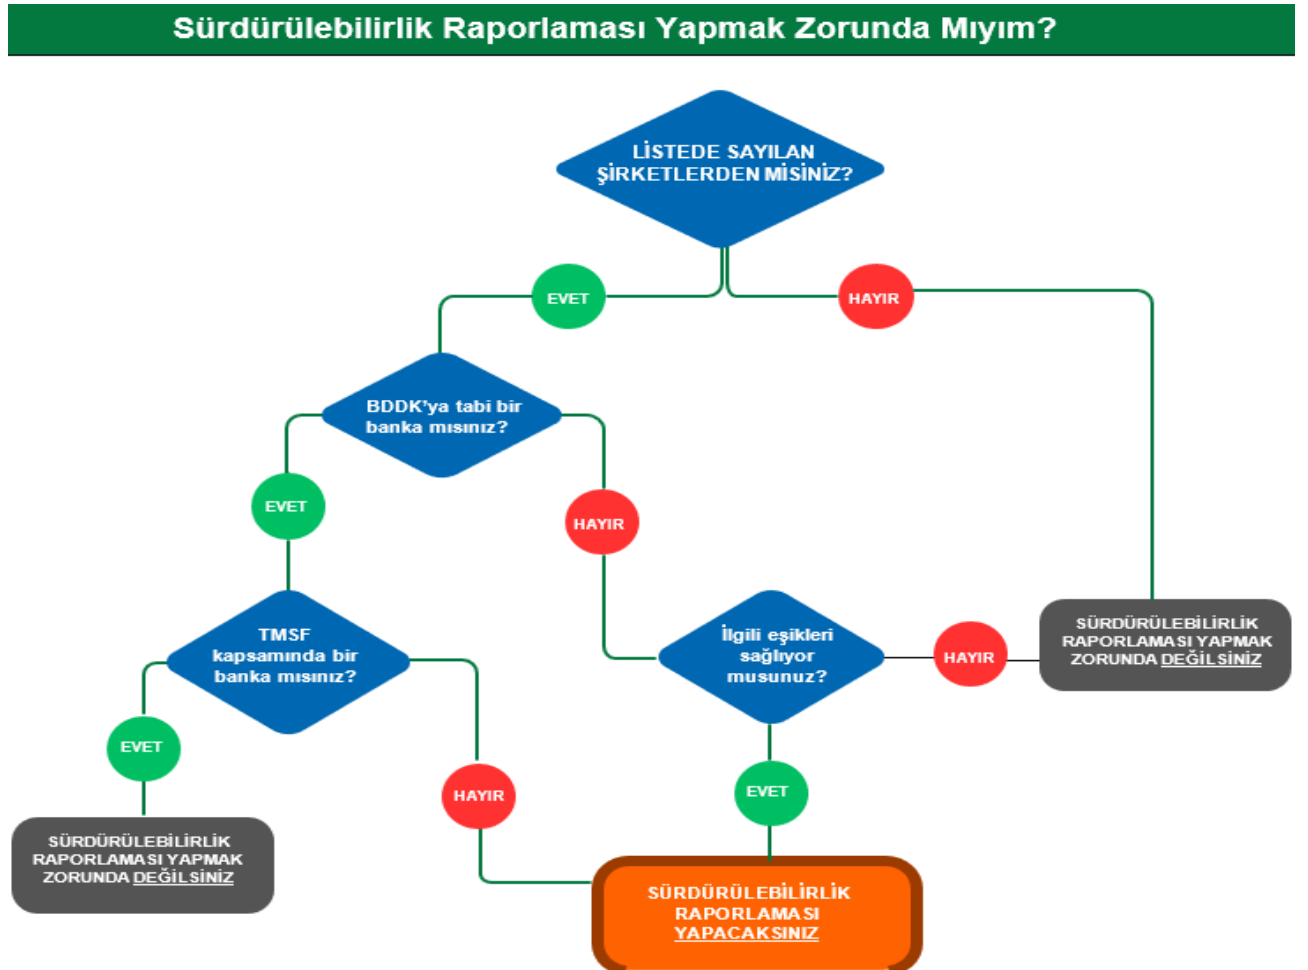 Sürdürülebilirlik Raporlaması Yapmak Zorunda Mıyım?
LİSTEDE SAYILAN
ŞİRKETLERDEN MİSİNİZ?
EVET
HAYIR
BDDK'ya tabi bir
banka mısınız?
EVET
HAYIR
TMSF
kapsamında bir
banka mısınız?
İlgili eşikleri
sağlıyor
musunuz?
HAYIR
SÜRDÜRÜLEBİLİRLİK
RAPORLAMASI YAPMAK
ZORUNDA DEĞİLSİNİZ
EVET
HAYIR
EVET
SÜRDÜRÜLEBİLİRLİK
RAPORLAMASI YAPMAK
ZORUNDA DEĞİLSİNİZ
SÜRDÜRÜLEBİLİRLİK
RAPORLAMASI
YAPACAKSINIZ